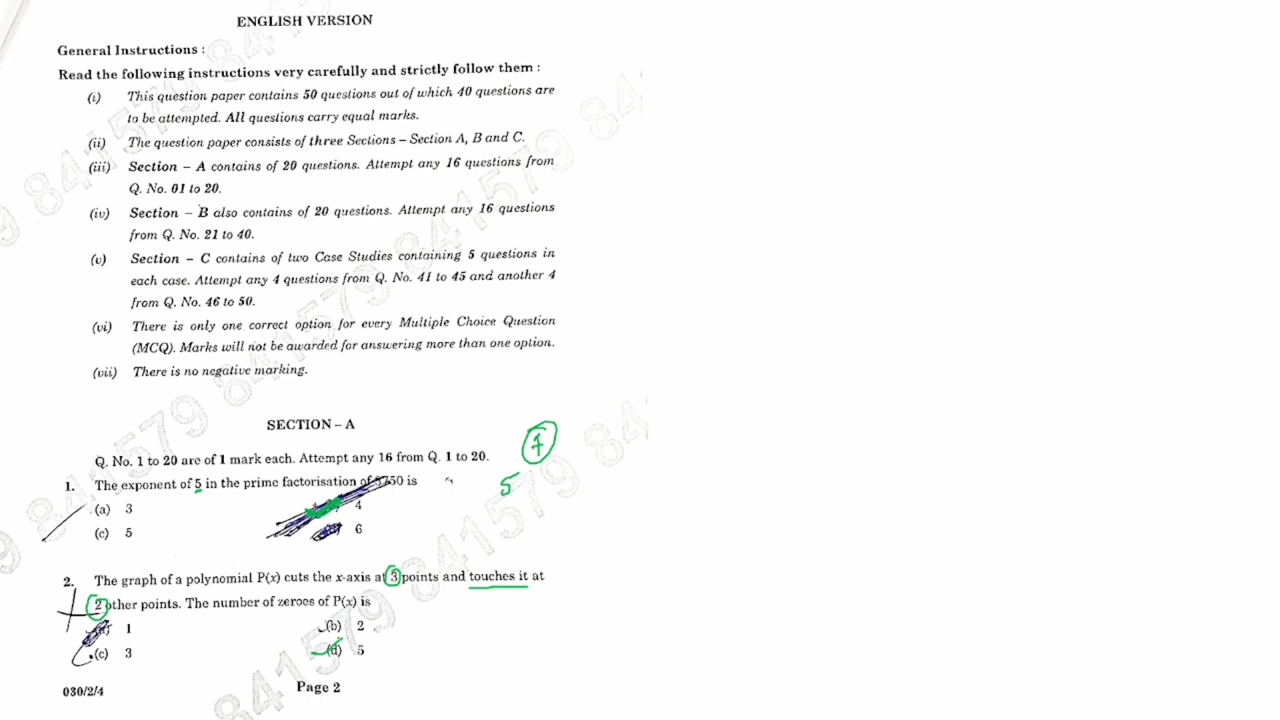 ENGLISH VERSION
General Instructions :
Read the following instructions very carefully and strictly follow them :
(i) This question paper contains 50 questions out of which 40 questions are
to be attempted. All questions carry equal marks.
(ii) The question paper consists of three Sections – Section A, B and C.
(iii) Section – A contains of 20 questions. Attempt any 16 questions from
Q. No. 01 to 20.
(iv) Section – B also contains of 20 questions. Attempt any 16 questions
from Q. No. 21 to 40.
(v) Section – C contains of two Case Studies containing 5 questions in
each case. Attempt any 4 questions from Q. No. 41 to 45 and another 4
from Q. No. 46 to 50.
(vi) There is only one correct option for every Multiple Choice Question
(MCQ). Marks will not be awarded for answering more than one option.
(vii) There is no negative marking.
SECTION – A
Q. No. 1 to 20 are of 1 mark each. Attempt any 16 from Q. 1 to 20.
1. The exponent of 5 in the prime factorisation of 3750 is
5
(a) 3 4
(c) 5 6
2. The graph of a polynomial P(x) cuts the x-axis at 3 points and touches it at
2 other points. The number of zeroes of P(x) is
1 (b) 2
(c) 3 (d) 5
030/2/4 Page 2